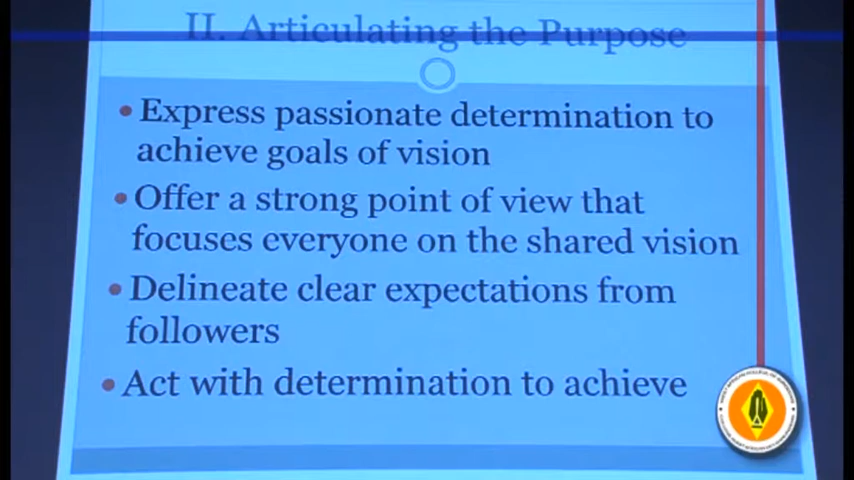 II. Articulating the Purpose
• Express passionate determination to
achieve goals of vision
• Offer a strong point of view that
focuses everyone on the shared vision
• Delineate clear expectations from
followers
• Act with determination to achieve